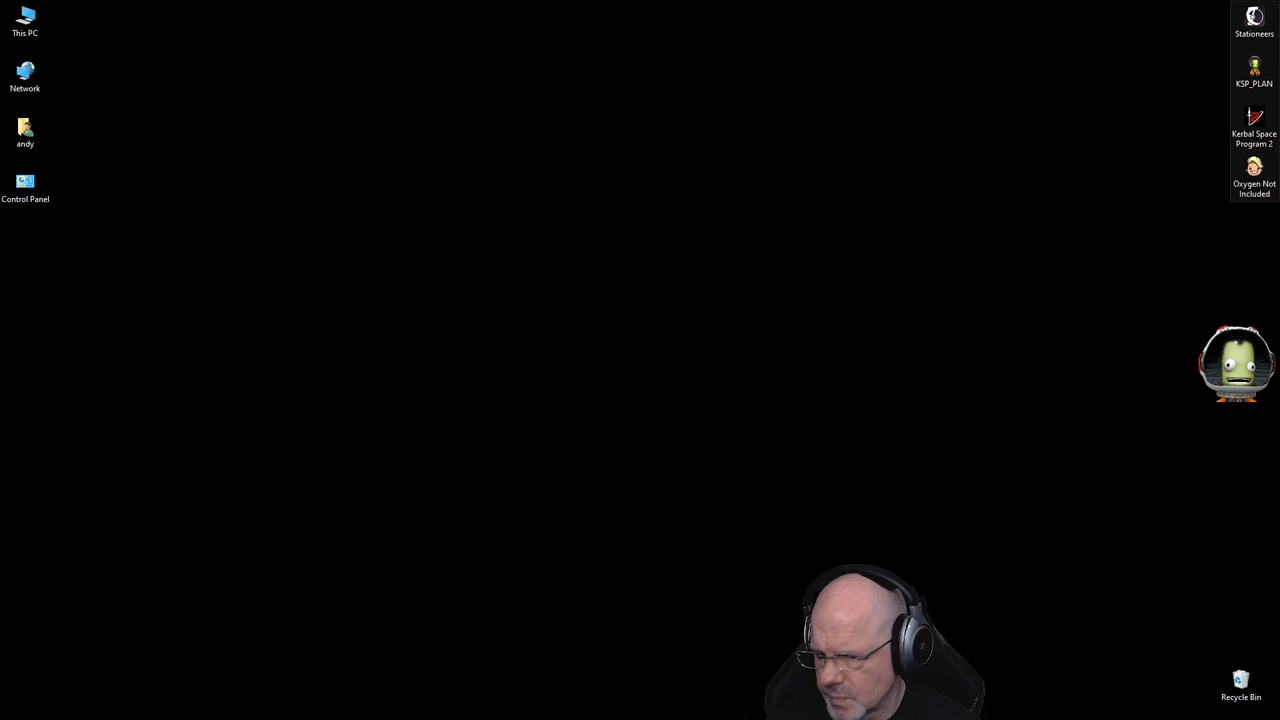 This PC
Network
andy
Control Panel
Stationeers
KSP_PLAN
Kerbal Space
Program 2
Oxygen Not
Included
Recycle Bin